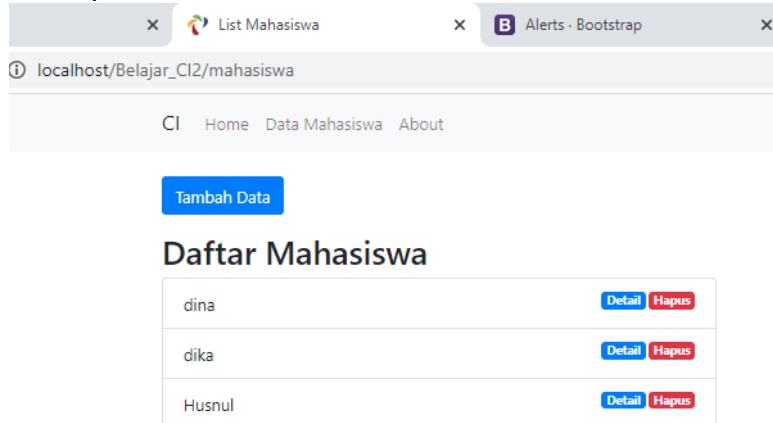 List Mahasiswa
B Alerts · Bootstrap
localhost/Belajar_CI2/mahasiswa
CI Home Data Mahasiswa About
Tambah Data
Daftar Mahasiswa
dina Detail Hapus
dika Detail Hapus
Husnul Detail Hapus